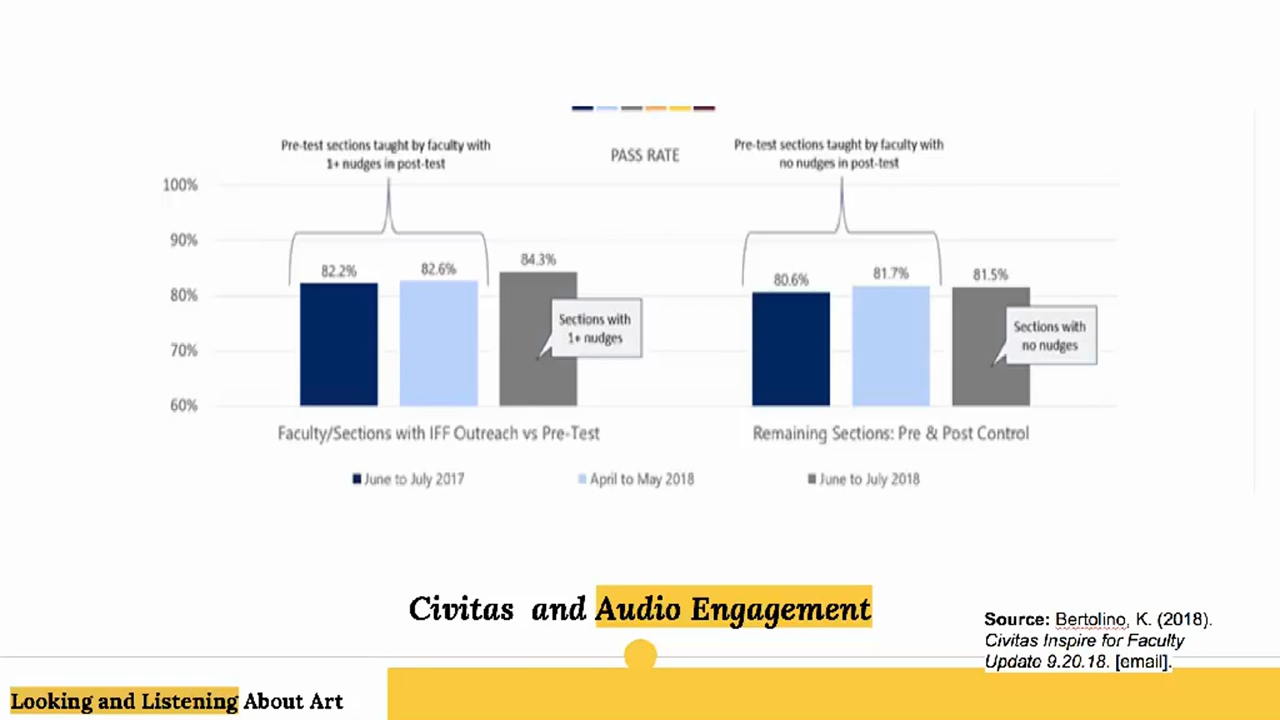 Pre-test sections taught by faculty with
1+ nudges in post-test
PASS RATE
Pre-test sections taught by faculty with
no nudges in post-test
100%
90%
80%
70%
60%
82.2%
82.6%
84.3%
Sections with
1+ nudges
80.6%
81.7%
81.5%
Sections with
no nudges
Faculty/Sections with IFF Outreach vs Pre-Test
Remaining Sections: Pre & Post Control
June to July 2017
April to May 2018
June to July 2018
Civitas and Audio Engagement
Source: Bertolino, K. (2018).
Civitas Inspire for Faculty
Update 9.20.18. [email].
Looking and Listening About Art